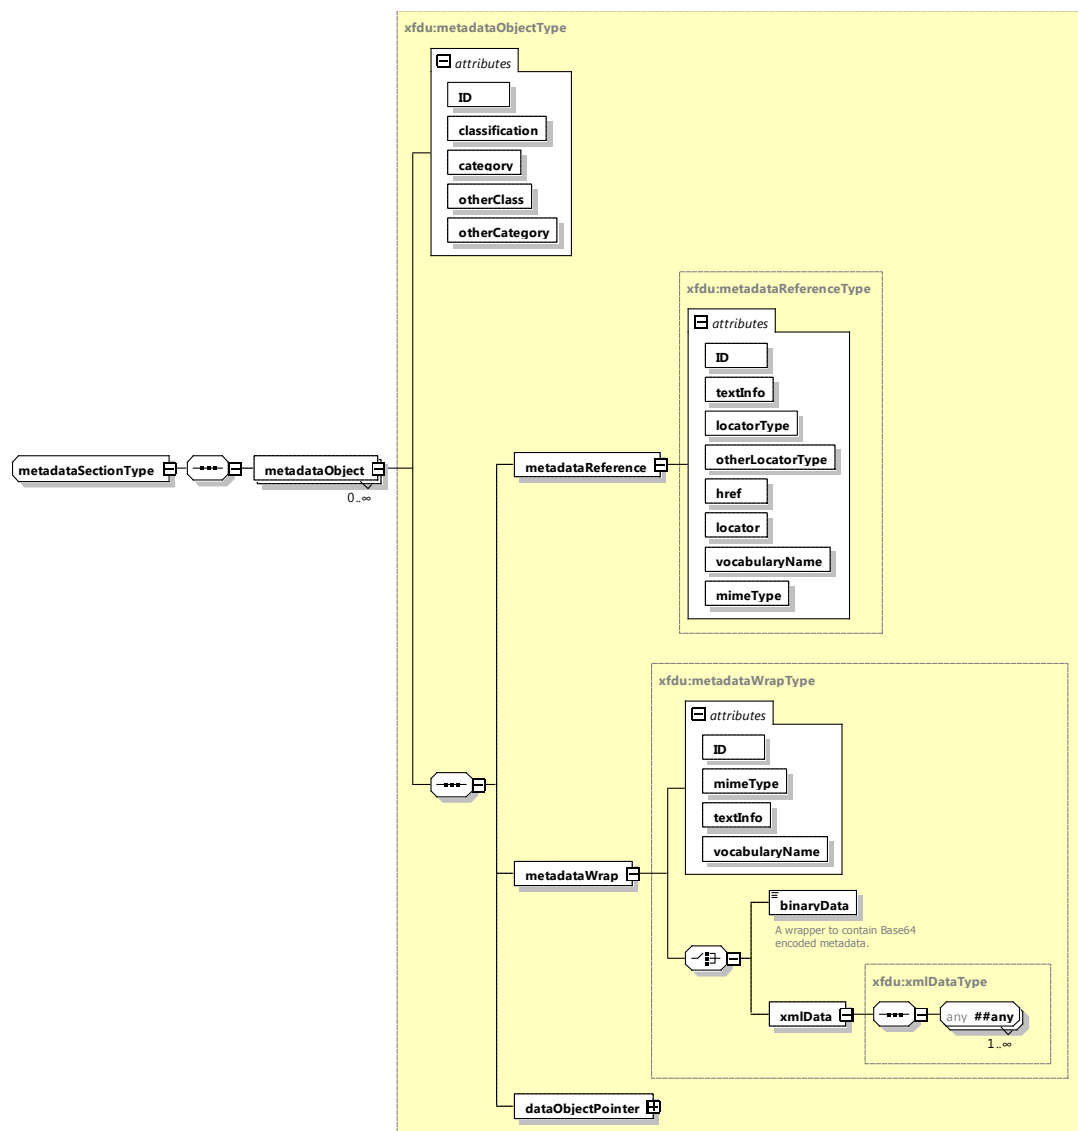 xfdu:metadataObjectType
attributes
ID
classification
category
otherClass
otherCategory
xfdu:metadataReferenceType
attributes
ID
textInfo
locatorType
otherLocatorType
href
locator
vocabularyName
mimeType
metadataSectionType
metadataObject
0..∞
metadataReference
xfdu:metadataWrapType
attributes
ID
mimeType
textInfo
vocabularyName
metadataWrap
binaryData
A wrapper to contain Base64
encoded metadata.
xfdu:xmlDataType
xmlData
any ##any
1..∞
dataObjectPointer